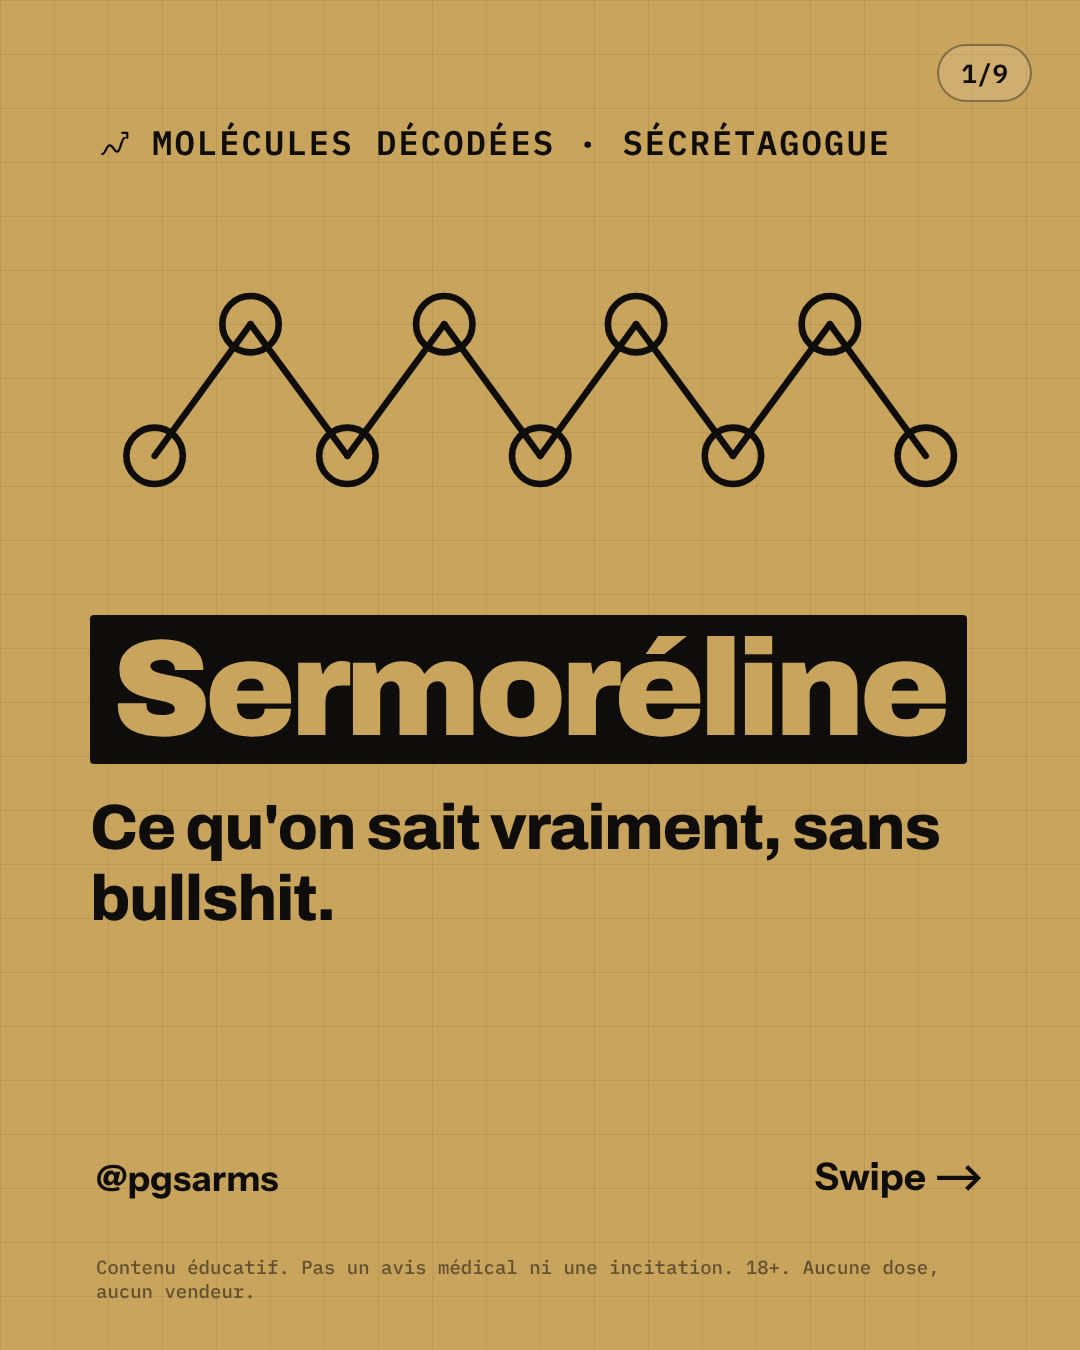 1/9
MOLÉCULES DÉCODÉES · SÉCRÉTAGOGUE
Sermoréline
Ce qu'on sait vraiment, sans
bullshit.
@pgsarms
Swipe →
Contenu éducatif. Pas un avis médical ni une incitation. 18+. Aucune dose,
aucun vendeur.